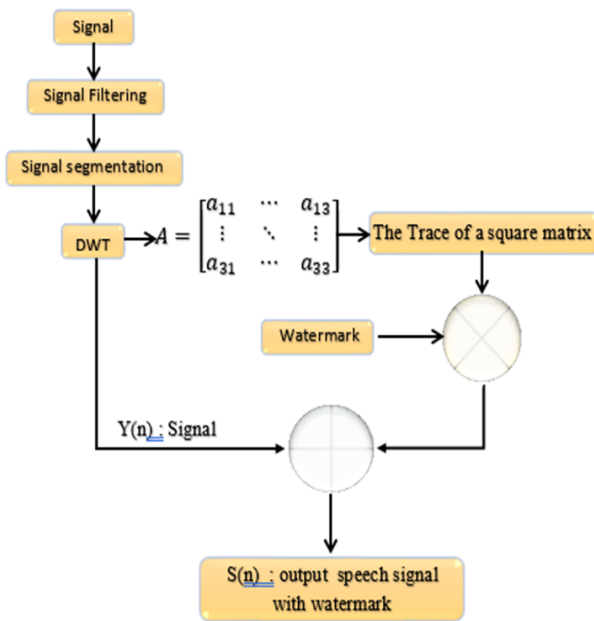 Signal
Signal Filtering
Signal segmentation
DWT
A = [a11 ⋯ a13
⋮ ⋱ ⋮
a31 ⋯ a33]
The Trace of a square matrix
Watermark
Y(n) : Signal
S(n) : output speech signal
with watermark